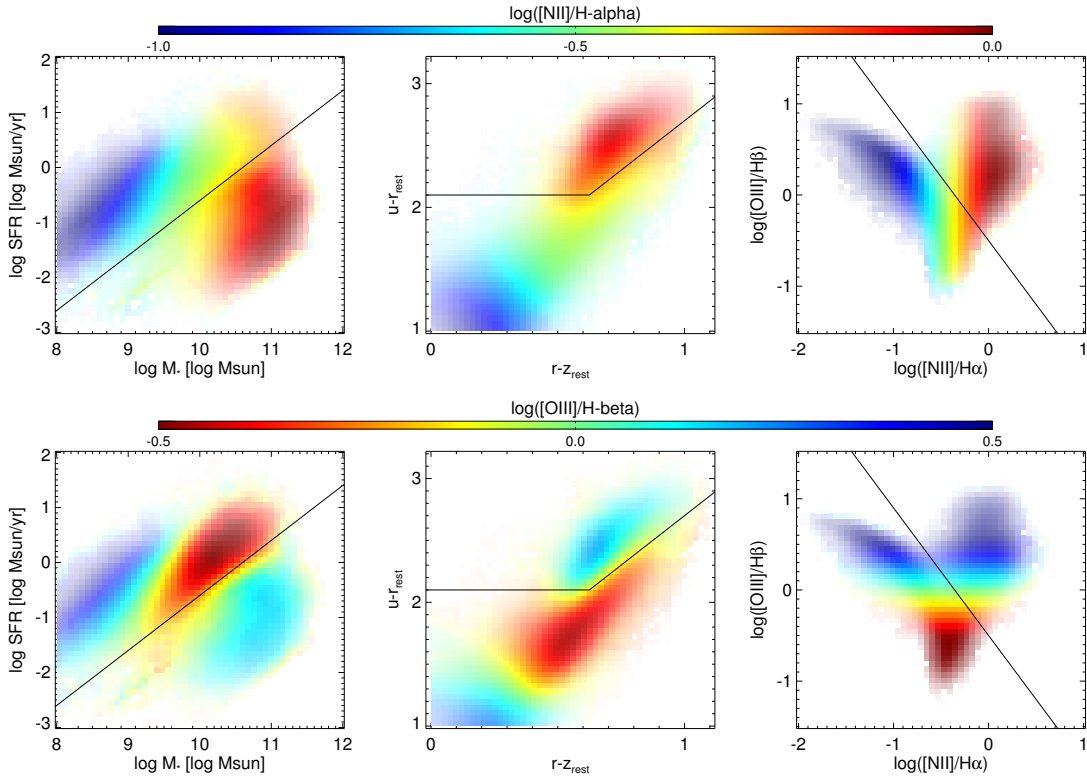 log([NII]/H-alpha)
-1.0 -0.5 0.0
2
1
0
-1
-2
-3
log SFR [log Msun/yr]
8 9 10 11 12
log M* [log Msun]
3
2
1
u-r_rest
0 1
r-z_rest
1
0
-1
log([OIII]/Hβ)
-2 -1 0 1
log([NII]/Hα)
log([OIII]/H-beta)
-0.5 0.0 0.5
2
1
0
-1
-2
-3
log SFR [log Msun/yr]
8 9 10 11 12
log M* [log Msun]
3
2
1
u-r_rest
0 1
r-z_rest
1
0
-1
log([OIII]/Hβ)
-2 -1 0 1
log([NII]/Hα)